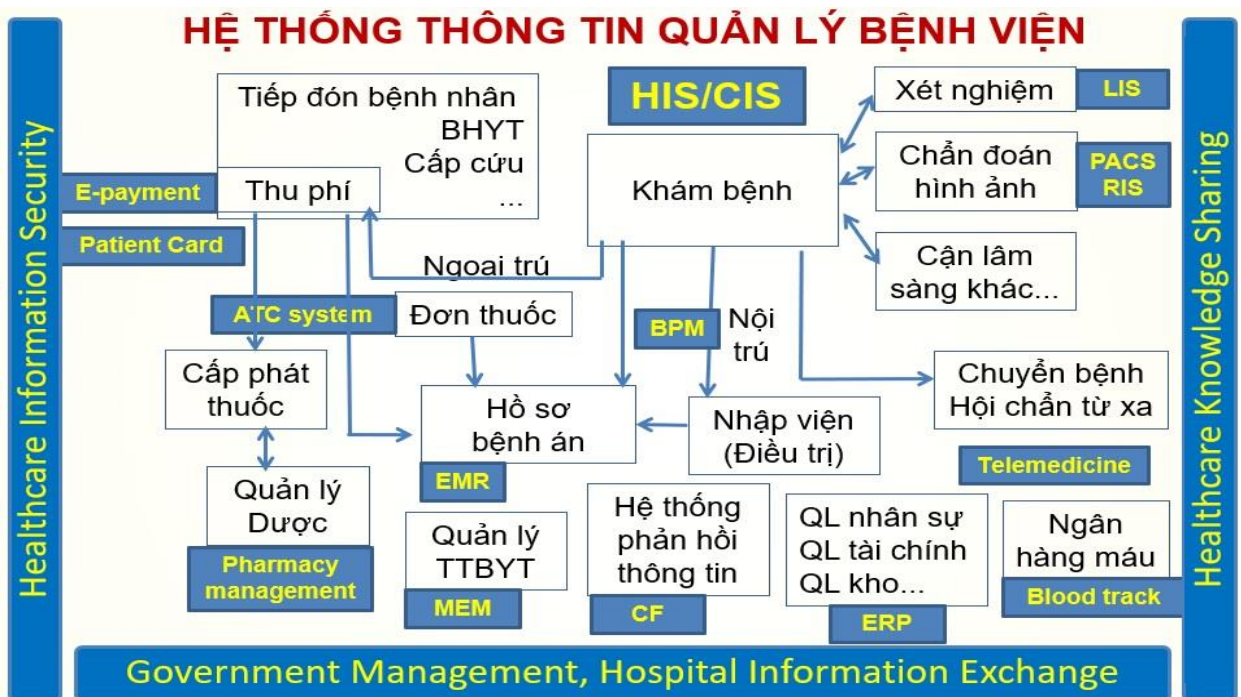 HỆ THỐNG THÔNG TIN QUẢN LÝ BỆNH VIỆN
Healthcare Information Security
Tiếp đón bệnh nhân
BHYT
Cấp cứu
...
E-payment
Thu phí
Patient Card
HIS/CIS
Khám bệnh
Xét nghiệm
LIS
Chẩn đoán
hình ảnh
PACS
RIS
Cận lâm
sàng khác...
Ngoai trú
ATC system
Đơn thuốc
BPM
Nội
trú
Cấp phát
thuốc
Hồ sơ
bệnh án
EMR
Nhập viện
(Điều trị)
Chuyển bệnh
Hội chẩn từ xa
Telemedicine
Quản lý
Dược
Pharmacy
management
Quản lý
TTBYT
MEM
Hệ thống
phản hồi
thông tin
CF
QL nhân sự
QL tài chính
QL kho...
ERP
Ngân
hàng máu
Blood track
Healthcare Knowledge Sharing
Government Management, Hospital Information Exchange